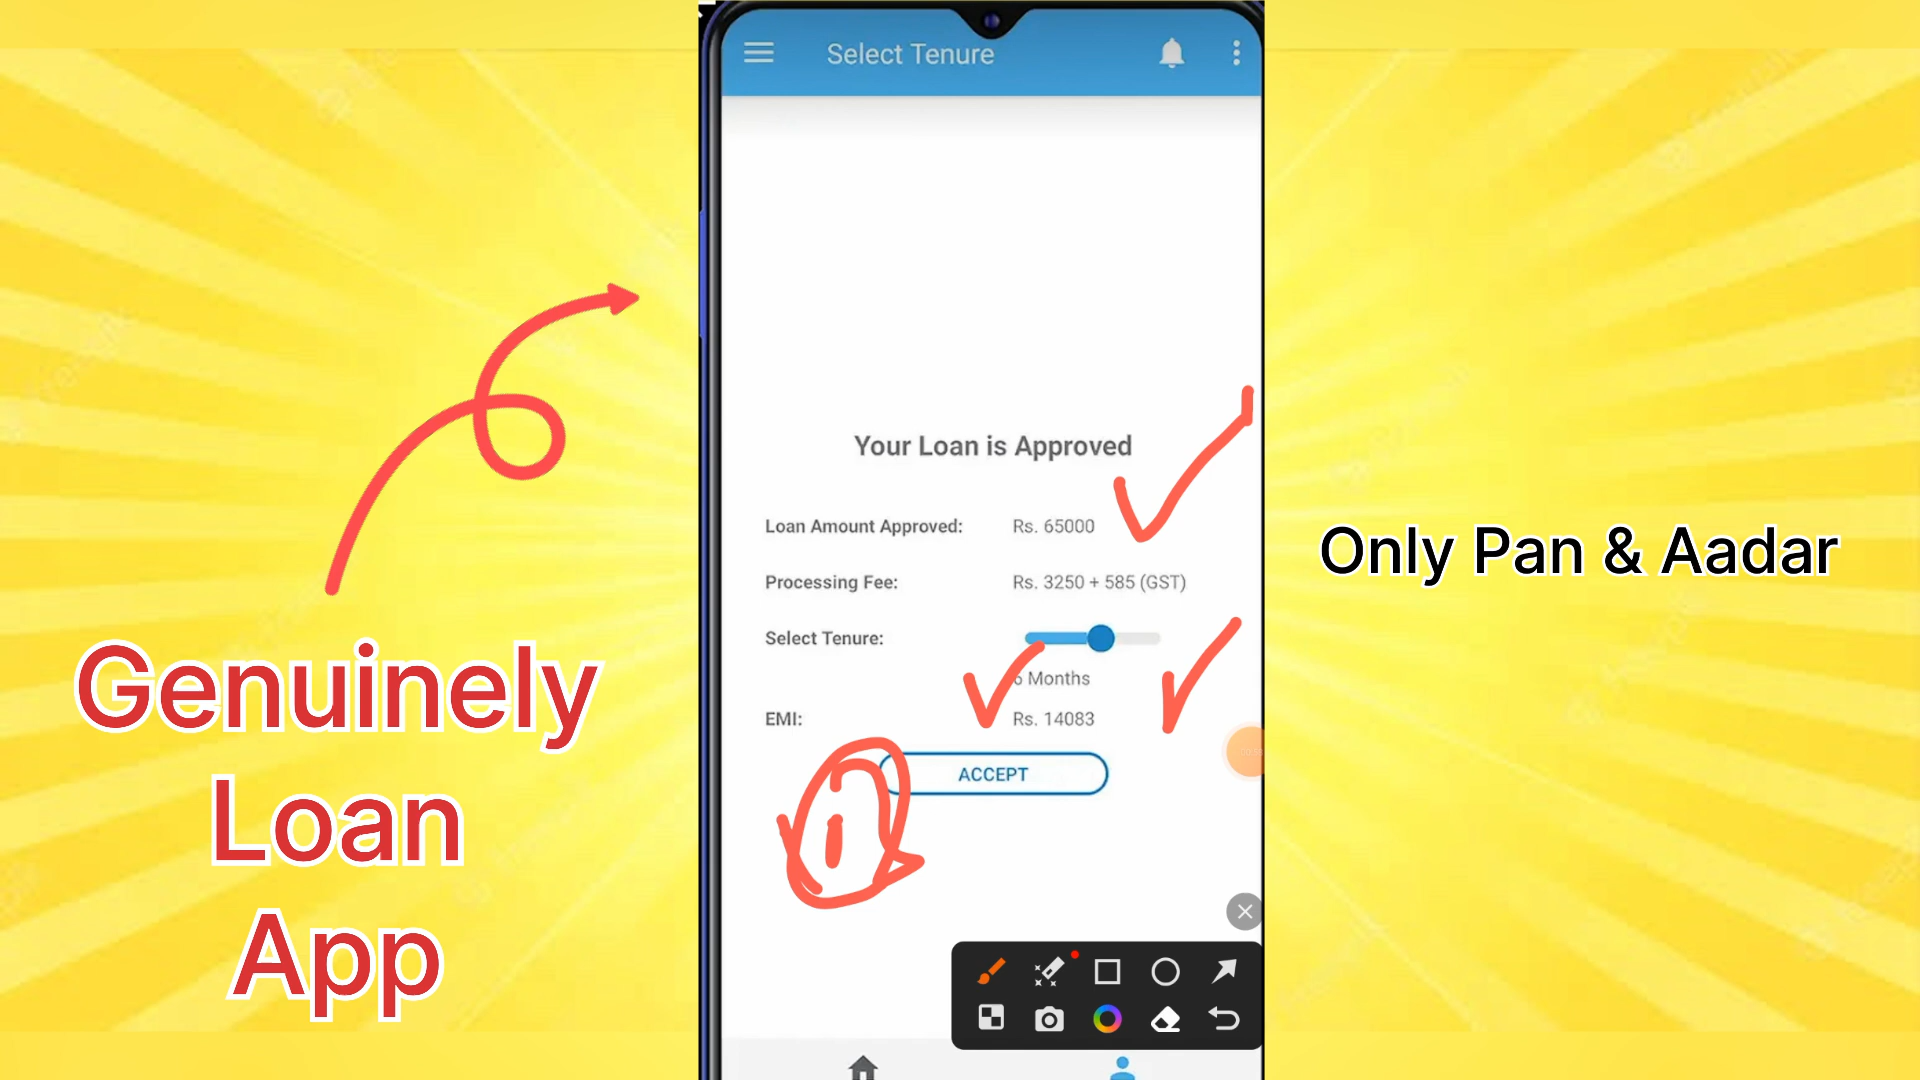 Select Tenure
Your Loan is Approved
Loan Amount Approved: Rs. 65000
Processing Fee: Rs. 3250 + 585 (GST)
Select Tenure:
6 Months
EMI: Rs. 14083
ACCEPT
Genuinely
Loan
App
Only Pan & Aadar